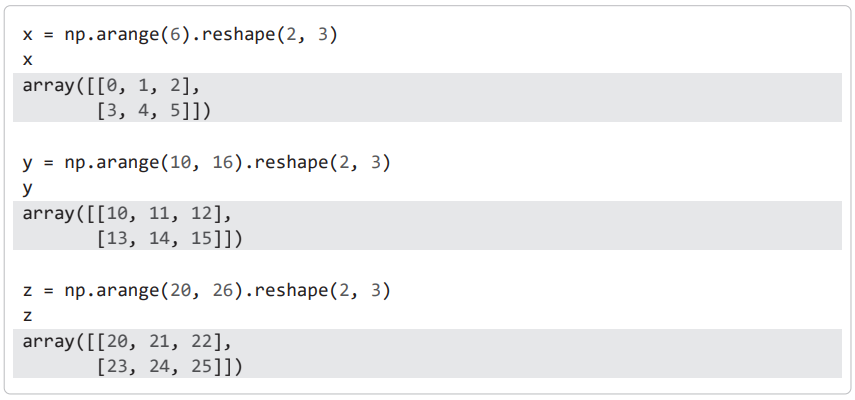 x = np.arange(6).reshape(2, 3)
x
array([[0, 1, 2],
       [3, 4, 5]])
y = np.arange(10, 16).reshape(2, 3)
y
array([[10, 11, 12],
       [13, 14, 15]])
z = np.arange(20, 26).reshape(2, 3)
z
array([[20, 21, 22],
       [23, 24, 25]])